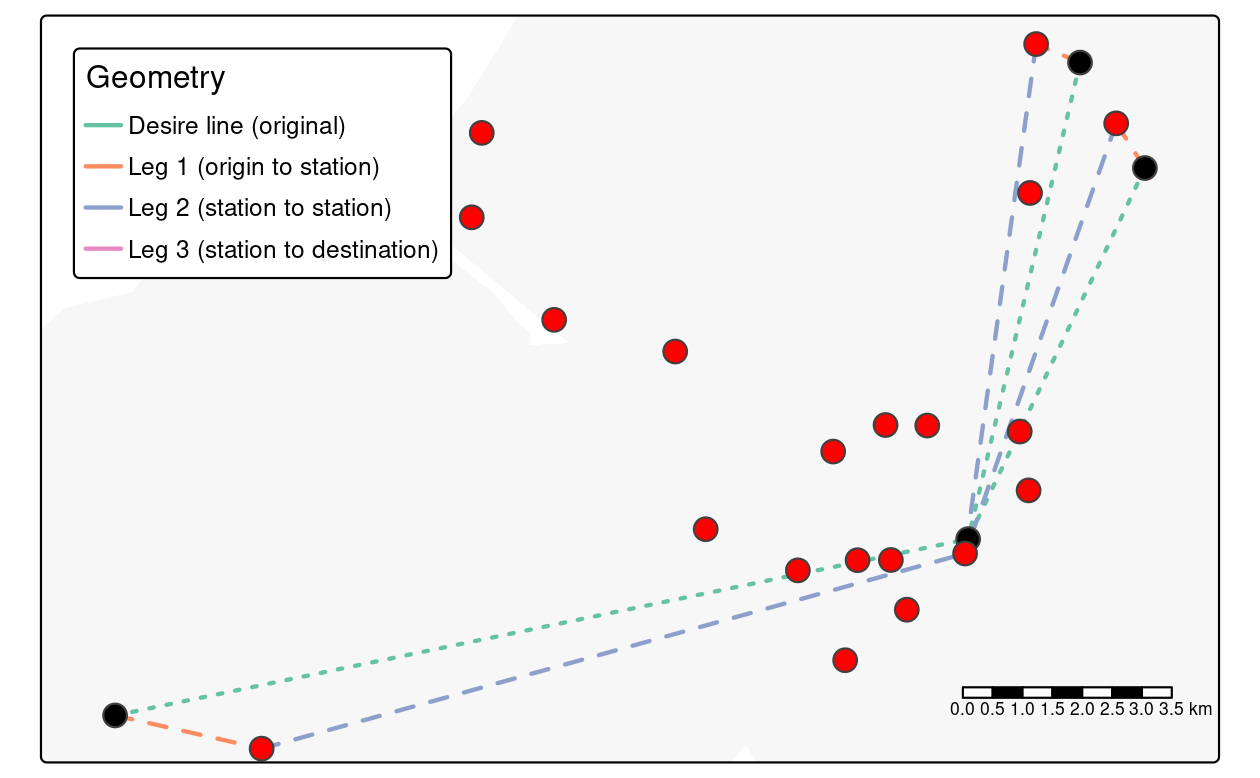 Geometry
Desire line (original)
Leg 1 (origin to station)
Leg 2 (station to station)
Leg 3 (station to destination)
0.0 0.5 1.0 1.5 2.0 2.5 3.0 3.5 km